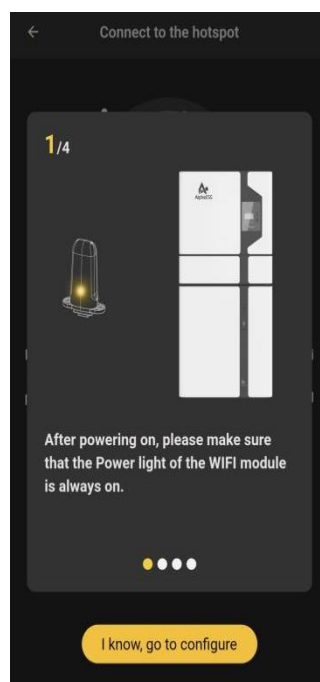 Connect to the hotspot
1/4
AlphaESS
After powering on, please make sure
that the Power light of the WIFI module
is always on.
I know, go to configure